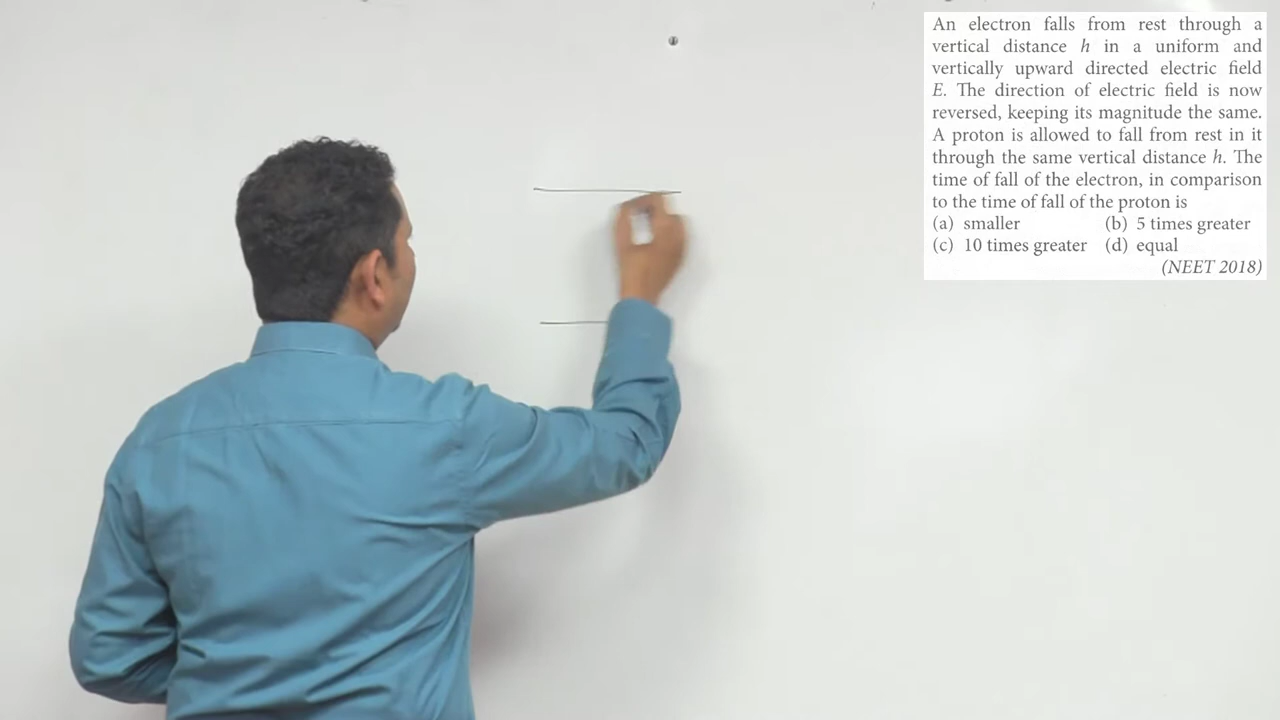 An electron falls from rest through a
vertical distance h in a uniform and
vertically upward directed electric field
E. The direction of electric field is now
reversed, keeping its magnitude the same.
A proton is allowed to fall from rest in it
through the same vertical distance h. The
time of fall of the electron, in comparison
to the time of fall of the proton is
(a) smaller (b) 5 times greater
(c) 10 times greater (d) equal
(NEET 2018)